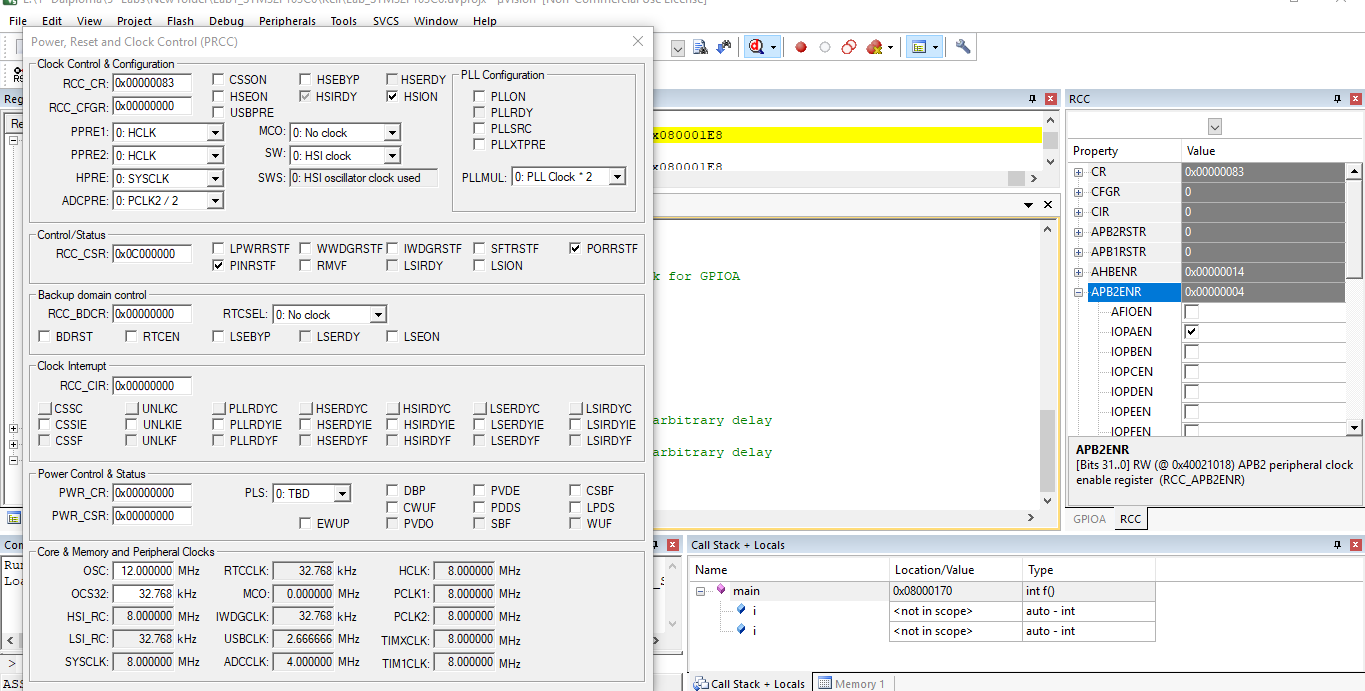 File Edit View Project Flash Debug Peripherals Tools SVCS Window Help
Power, Reset and Clock Control (PRCC)
Clock Control & Configuration
RCC_CR: 0x00000083 CSSON HSEBYP HSERDY PLL Configuration
HSEON HSIRDY HSION PLLON
RCC_CFGR: 0x00000000 USBPRE PLLRDY
PPRE1: 0: HCLK MCO: 0: No clock PLLSRC
PPRE2: 0: HCLK SW: 0: HSI clock PLLXTPRE
HPRE: 0: SYSCLK SWS: 0: HSI oscillator clock used PLLMUL: 0: PLL Clock * 2
ADCPRE: 0: PCLK2 / 2
Control/Status
RCC_CSR: 0x0C000000 LPWRRSTF WWDGRSTF IWDGRSTF SFTRSTF PORRSTF
PINRSTF RMVF LSIRDY LSION
Backup domain control
RCC_BDCR: 0x00000000 RTCSEL: 0: No clock
BDRST RTCEN LSEBYP LSERDY LSEON
Clock Interrupt
RCC_CIR: 0x00000000
CSSC UNLKC PLLRDYC HSERDYC HSIRDYC LSERDYC LSIRDYC
CSSIE UNLKIE PLLRDYIE HSERDYIE HSIRDYIE LSERDYIE LSIRDYIE
CSSF UNLKF PLLRDYF HSERDYF HSIRDYF LSERDYF LSIRDYF
Power Control & Status
PWR_CR: 0x00000000 PLS: 0: TBD DBP PVDE CSBF
CWUF PDDS LPDS
PWR_CSR: 0x00000000 EWUP PVDO SBF WUF
Core & Memory and Peripheral Clocks
OSC: 12.000000 MHz RTCCLK: 32.768 kHz HCLK: 8.000000 MHz
OCS32: 32.768 kHz MCO: 0.000000 MHz PCLK1: 8.000000 MHz
HSI_RC: 8.000000 MHz IWDGCLK: 32.768 kHz PCLK2: 8.000000 MHz
LSI_RC: 32.768 kHz USBCLK: 2.666666 MHz TIMXCLK: 8.000000 MHz
SYSCLK: 8.000000 MHz ADCCLK: 4.000000 MHz TIM1CLK: 8.000000 MHz
x080001E8
x080001E8
k for GPIOA
arbitrary delay
arbitrary delay
RCC
Property Value
CR 0x00000083
CFGR 0
CIR 0
APB2RSTR 0
APB1RSTR 0
AHBENR 0x00000014
APB2ENR 0x00000004
AFIOEN
IOPAEN
IOPBEN
IOPCEN
IOPDEN
IOPEEN
IOPFEN
APB2ENR
[Bits 31..0] RW (@ 0x40021018) APB2 peripheral clock
enable register (RCC_APB2ENR)
GPIOA RCC
Call Stack + Locals
Name Location/Value Type
main 0x08000170 int f()
i <not in scope> auto - int
i <not in scope> auto - int
Call Stack + Locals Memory 1